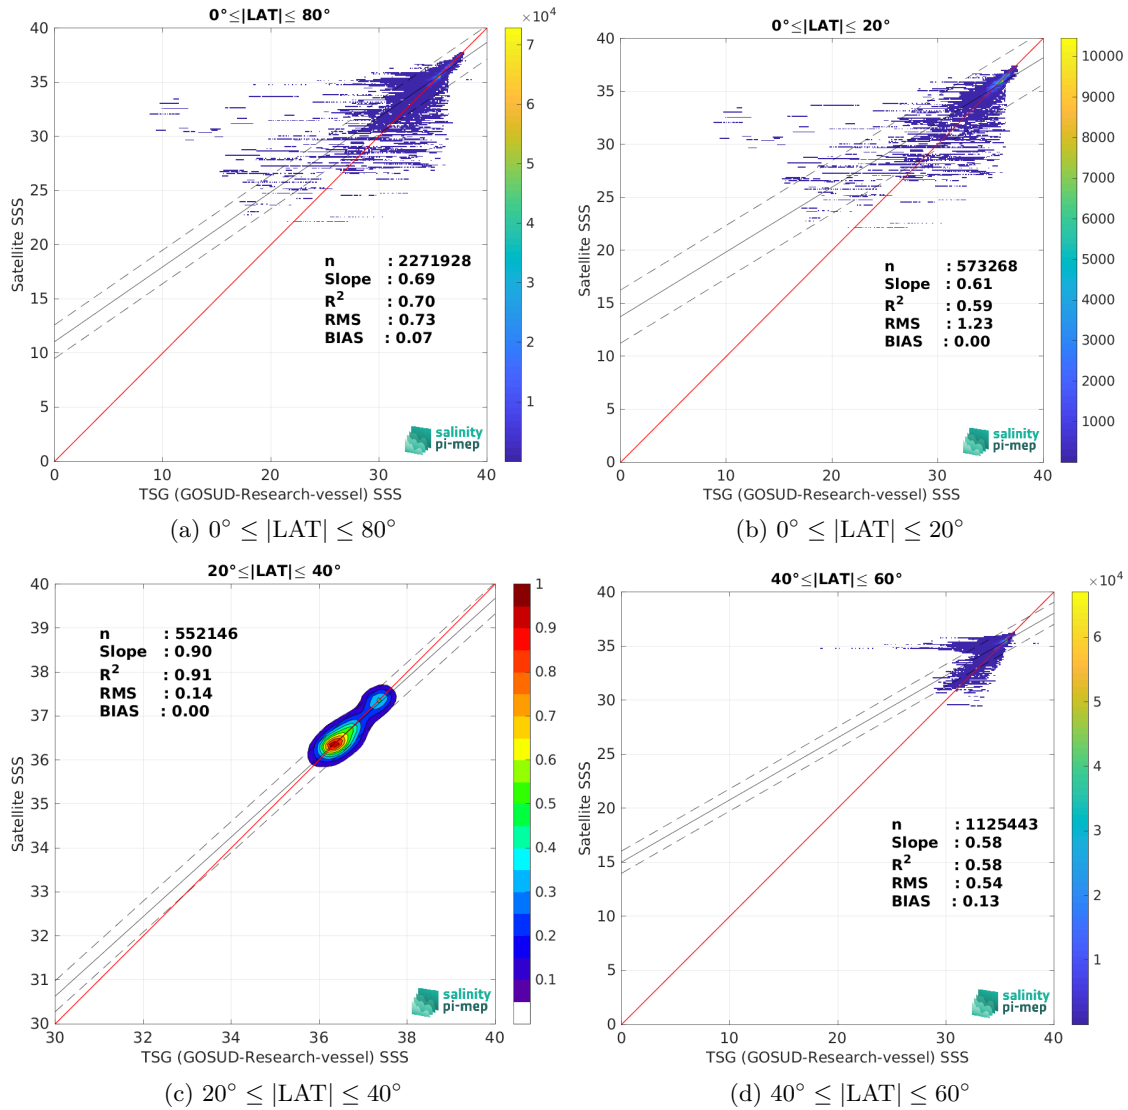 0°≤|LAT|≤ 80°
×10⁴
40
35
30
25
20
15
10
5
0
0
10
20
30
40
7
6
5
4
3
2
1
Satellite SSS
TSG (GOSUD-Research-vessel) SSS
n : 2271928
Slope : 0.69
R² : 0.70
RMS : 0.73
BIAS : 0.07
salinity
pi-mep
(a) 0° ≤ |LAT| ≤ 80°
0°≤|LAT|≤ 20°
40
35
30
25
20
15
10
5
0
0
10
20
30
40
10000
9000
8000
7000
6000
5000
4000
3000
2000
1000
Satellite SSS
TSG (GOSUD-Research-vessel) SSS
n : 573268
Slope : 0.61
R² : 0.59
RMS : 1.23
BIAS : 0.00
salinity
pi-mep
(b) 0° ≤ |LAT| ≤ 20°
20°≤|LAT|≤ 40°
40
39
38
37
36
35
34
33
32
31
30
30
32
34
36
38
40
1
0.9
0.8
0.7
0.6
0.5
0.4
0.3
0.2
0.1
Satellite SSS
TSG (GOSUD-Research-vessel) SSS
n : 552146
Slope : 0.90
R² : 0.91
RMS : 0.14
BIAS : 0.00
salinity
pi-mep
(c) 20° ≤ |LAT| ≤ 40°
40°≤|LAT|≤ 60°
×10⁴
40
35
30
25
20
15
10
5
0
0
10
20
30
40
6
5
4
3
2
1
Satellite SSS
TSG (GOSUD-Research-vessel) SSS
n : 1125443
Slope : 0.58
R² : 0.58
RMS : 0.54
BIAS : 0.13
salinity
pi-mep
(d) 40° ≤ |LAT| ≤ 60°